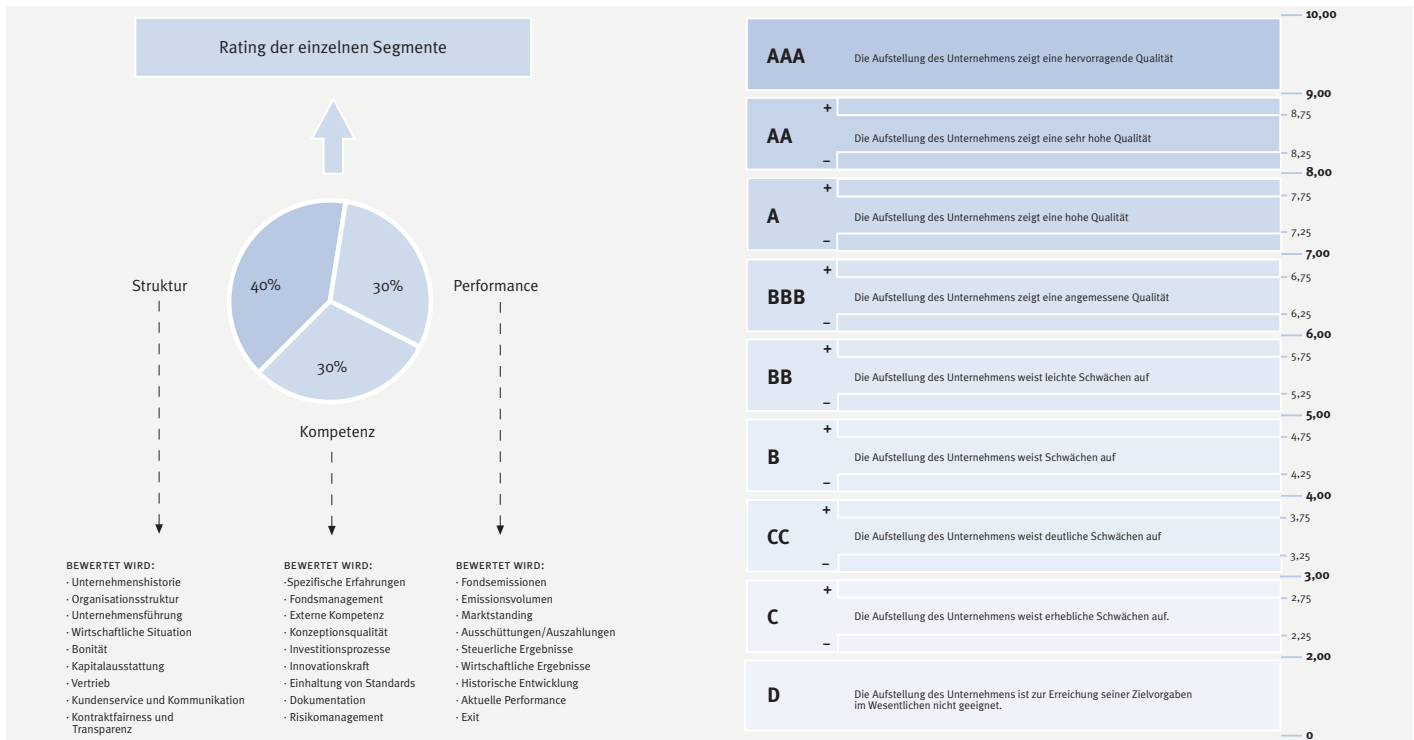 Rating der einzelnen Segmente
40%
30%
30%
Struktur
Performance
Kompetenz
BEWERTET WIRD:
· Unternehmenshistorie
· Organisationsstruktur
· Unternehmensführung
· Wirtschaftliche Situation
· Bonität
· Kapitalausstattung
· Vertrieb
· Kundenservice und Kommunikation
· Kontraktfairness und
Transparenz
BEWERTET WIRD:
·Spezifische Erfahrungen
· Fondsmanagement
· Externe Kompetenz
· Konzeptionsqualität
· Investitionsprozesse
· Innovationskraft
· Einhaltung von Standards
· Dokumentation
· Risikomanagement
BEWERTET WIRD:
· Fondsemissionen
· Emissionsvolumen
· Marktstanding
· Ausschüttungen/Auszahlungen
· Steuerliche Ergebnisse
· Wirtschaftliche Ergebnisse
· Historische Entwicklung
· Aktuelle Performance
· Exit
10,00
AAA Die Aufstellung des Unternehmens zeigt eine hervorragende Qualität
9,00
+
8,75
AA Die Aufstellung des Unternehmens zeigt eine sehr hohe Qualität
8,25
–
8,00
+
7,75
A Die Aufstellung des Unternehmens zeigt eine hohe Qualität
7,25
–
7,00
+
6,75
BBB Die Aufstellung des Unternehmens zeigt eine angemessene Qualität
6,25
–
6,00
+
5,75
BB Die Aufstellung des Unternehmens weist leichte Schwächen auf
5,25
–
5,00
+
4,75
B Die Aufstellung des Unternehmens weist Schwächen auf
4,25
–
4,00
+
3,75
CC Die Aufstellung des Unternehmens weist deutliche Schwächen auf
3,25
–
3,00
+
2,75
C Die Aufstellung des Unternehmens weist erhebliche Schwächen auf.
2,25
–
2,00
D Die Aufstellung des Unternehmens ist zur Erreichung seiner Zielvorgaben
im Wesentlichen nicht geeignet.
0